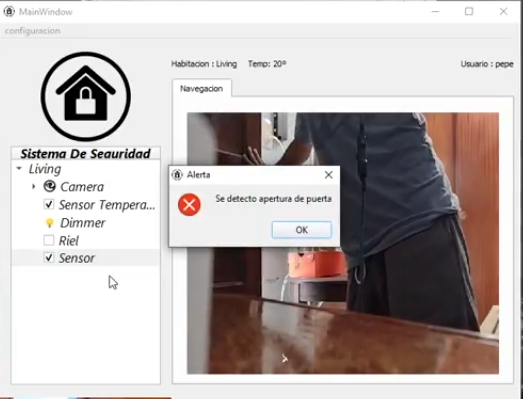 MainWindow
configuracion
Habitacion : Living Temp: 20º Usuario : pepe
Navegacion
Sistema De Seguridad
Living
Camera
Sensor Tempera...
Dimmer
Riel
Sensor
Alerta
Se detecto apertura de puerta
OK